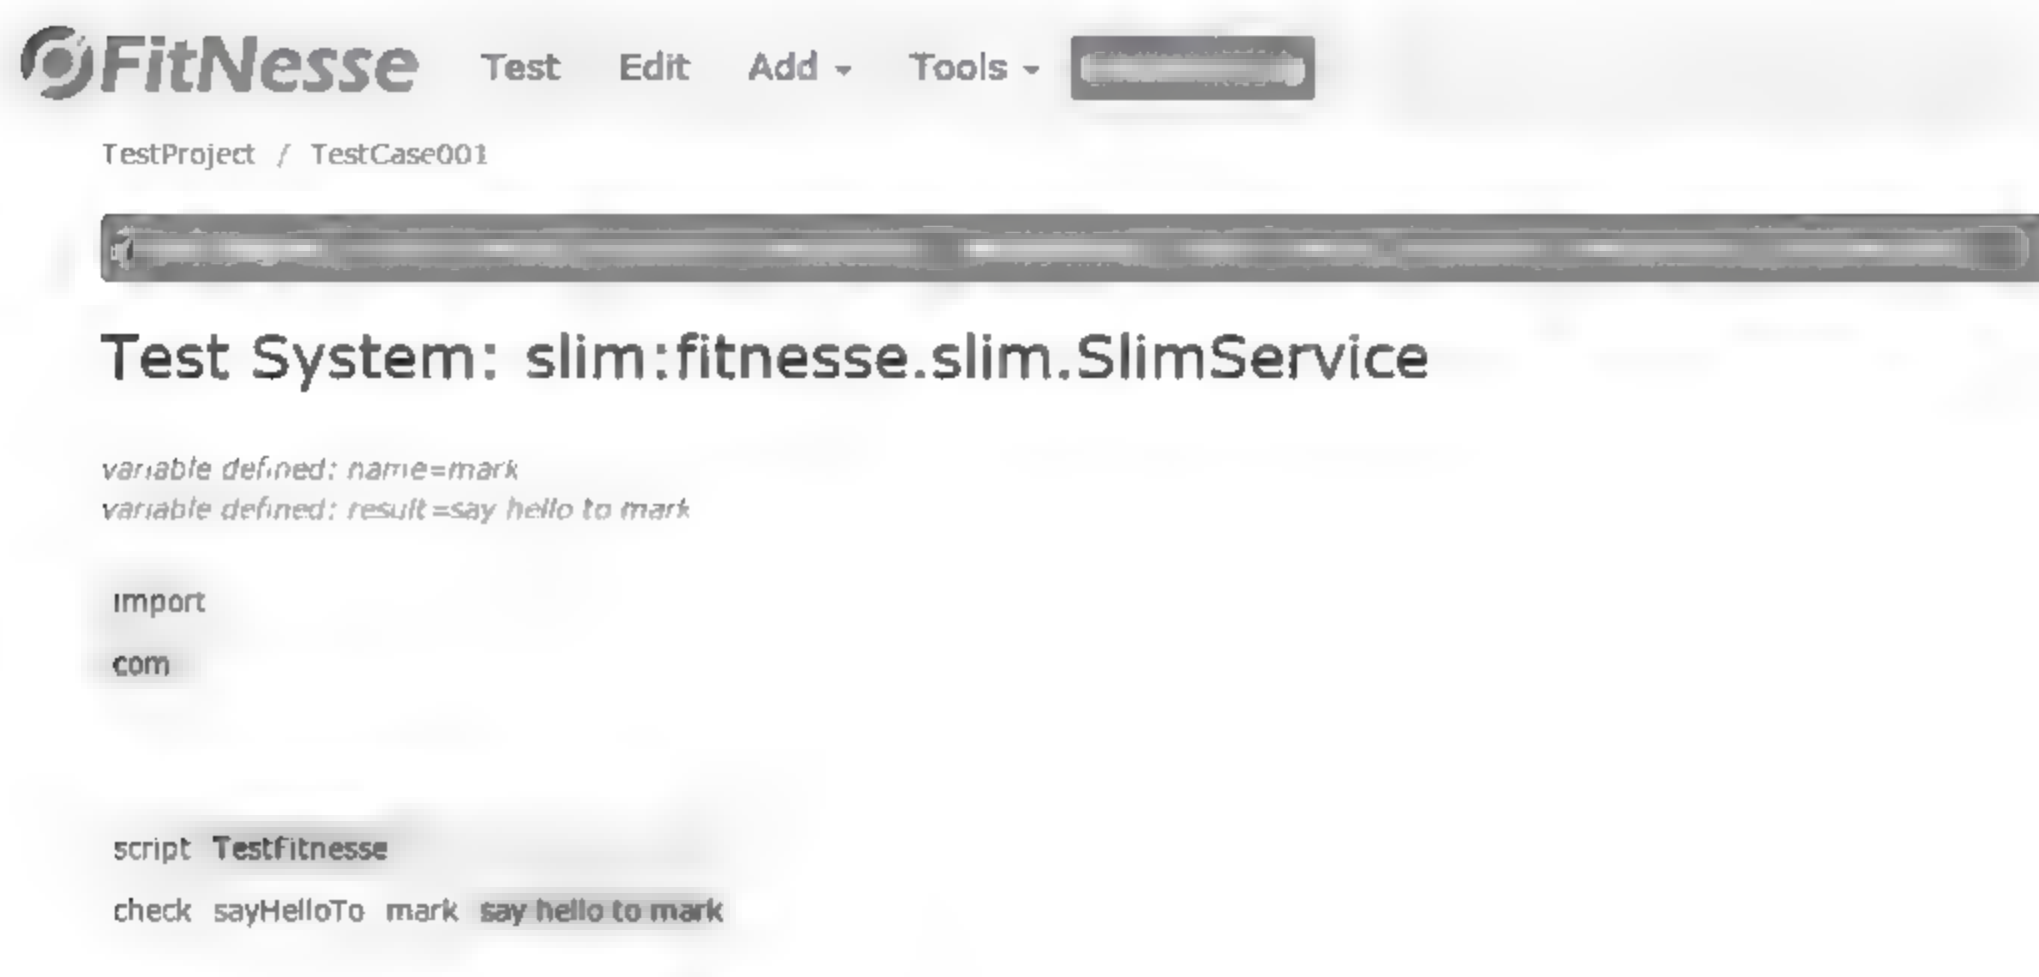 FitNesse Test Edit Add Tools
TestProject / TestCase001
Test System: slim:fitnesse.slim.SlimService
variable defined: name=mark
variable defined: result=say hello to mark
import
com
script TestFitnesse
check sayHelloTo mark say hello to mark